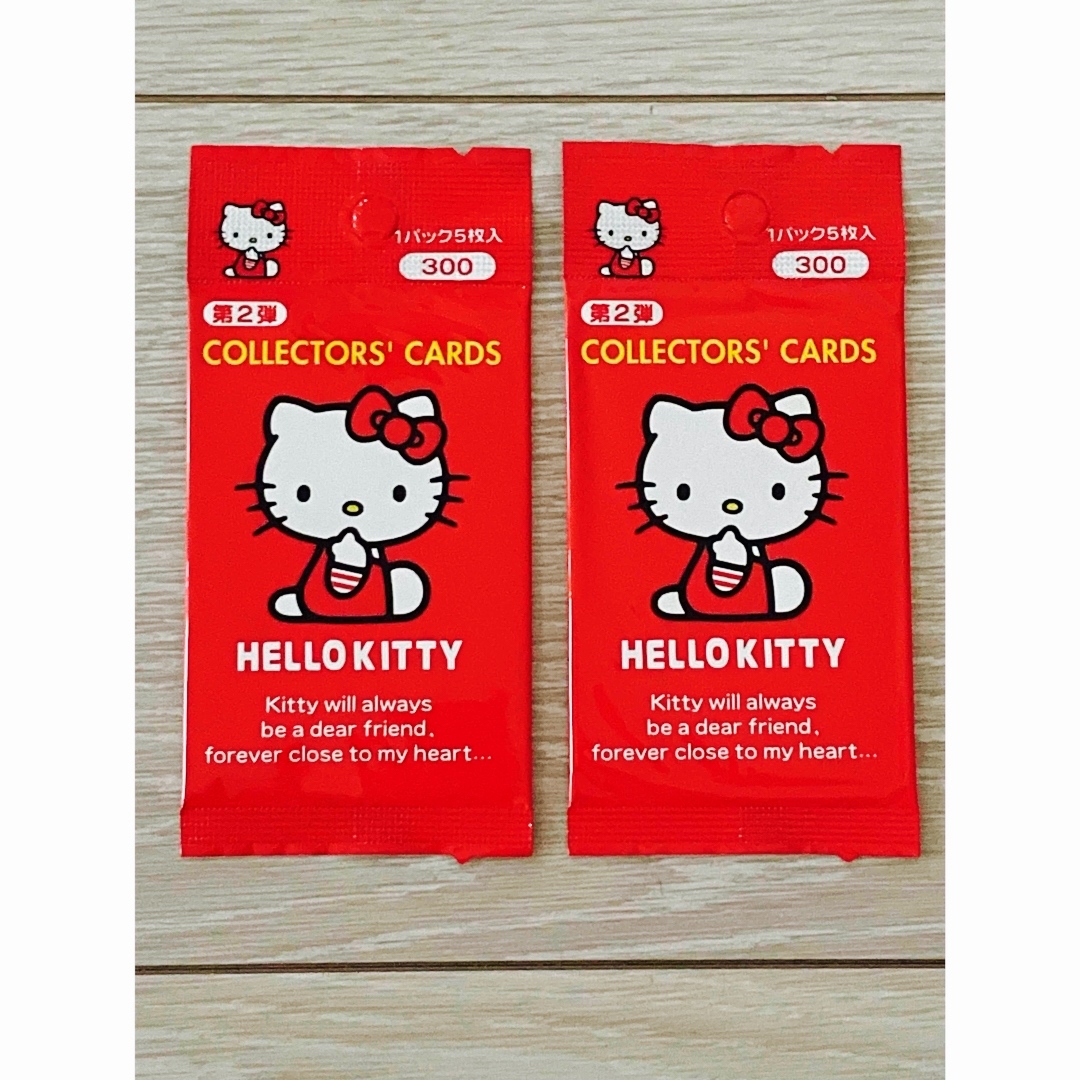 1パック5枚入
300
第2弾
COLLECTORS' CARDS
HELLO KITTY
Kitty will always
be a dear friend,
forever close to my heart...
1パック5枚入
300
第2弾
COLLECTORS' CARDS
HELLO KITTY
Kitty will always
be a dear friend,
forever close to my heart...